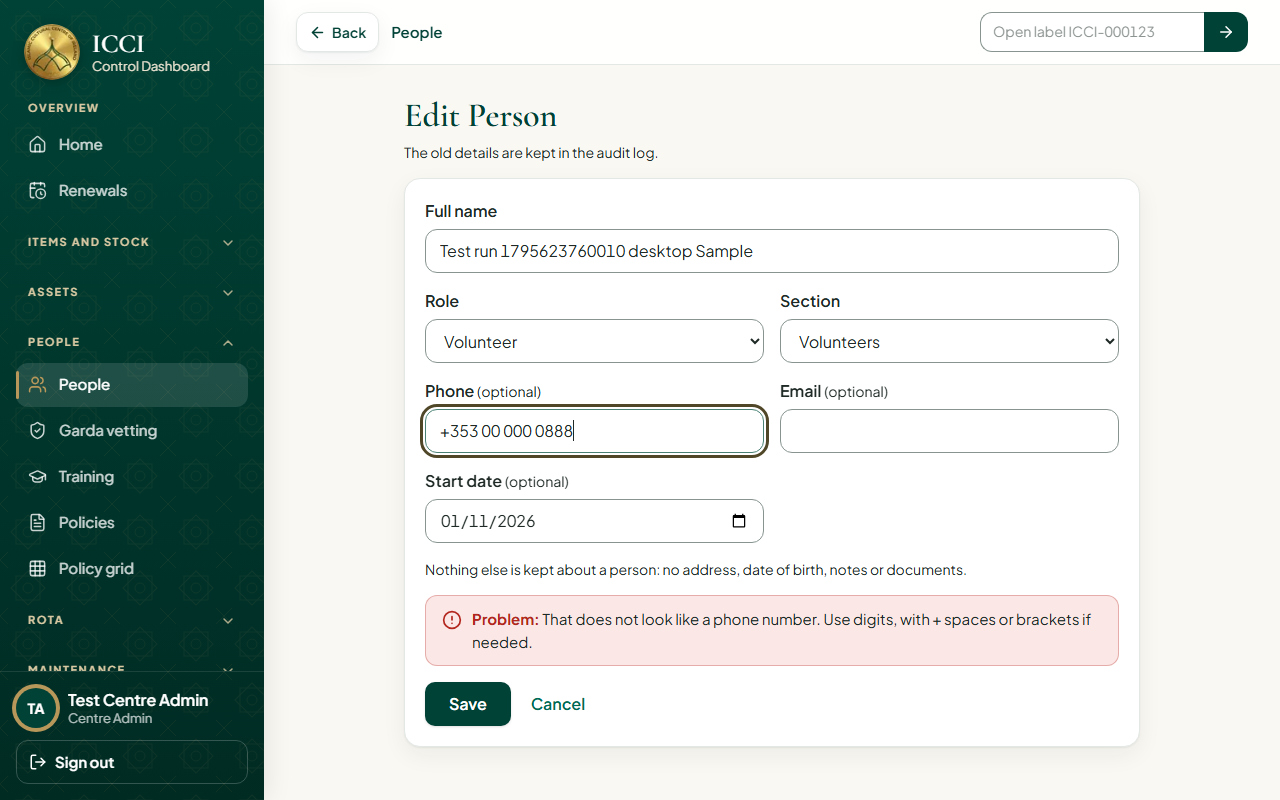 ICCI
Control Dashboard
OVERVIEW
Home
Renewals
ITEMS AND STOCK
ASSETS
PEOPLE
People
Garda vetting
Training
Policies
Policy grid
ROTA
MAINTENANCE
TA
Test Centre Admin
Centre Admin
Sign out
Back
People
Open label ICCI-000123
Edit Person
The old details are kept in the audit log.
Full name
Test run 1795623760010 desktop Sample
Role
Section
Volunteer
Volunteers
Phone (optional)
Email (optional)
+353 00 000 0888
Start date (optional)
01/11/2026
Nothing else is kept about a person: no address, date of birth, notes or documents.
Problem: That does not look like a phone number. Use digits, with + spaces or brackets if
needed.
Save
Cancel